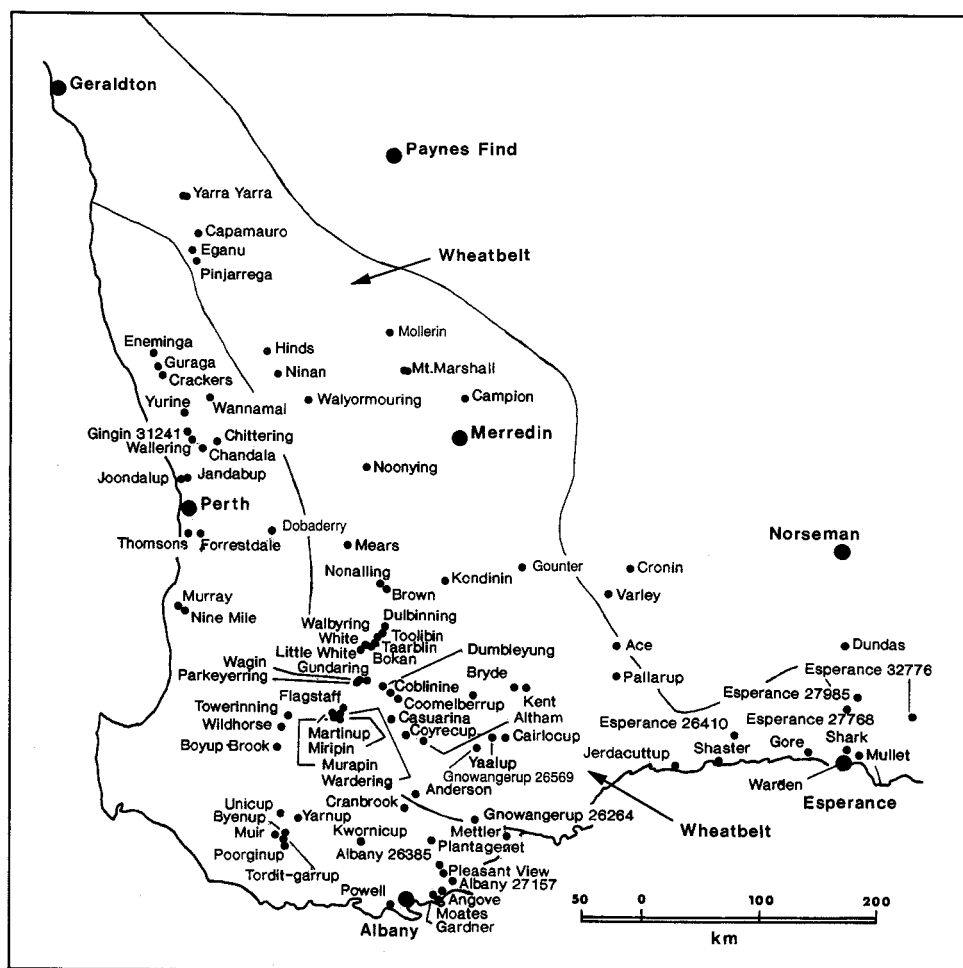 Geraldton
Paynes Find
Yarra Yarra
Capamauro
Eganu
Wheatbelt
Pinjarrega
Mollerin
Eneminga
Hinds
Guraga
Mt.Marshall
Crackers
Ninan
Yurine
Wannamal
Walyormouring
Campion
Gingin 31241
Chittering
Merredin
Wallering
Chandala
Noonying
Joondalup
Jandabup
Perth
Dobaderry
Norseman
Thomsons
Forrestdale
Mears
Gounter
Cronin
Nonalling
Kondinin
Brown
Varley
Murray
Nine Mile
Dulbinning
Walbyring
Toolibin
White
Taarblin
Ace
Dundas
Little White
Bokan
Dumbleyung
Wagin
Gundaring
Bryde
Esperance 32776
Parkeyerring
Coblinine
Pallarup
Esperance 27985
Flagstaff
Coomelberrup
Kent
Towerinning
Altham
Wildhorse
Martinup
Casuarina
Esperance 26410
Esperance 27768
Miripin
Coyrecup
Cairlocup
Shark
Boyup Brook
Yaalup
Gore
Murapin
Jerdacuttup
Shaster
Mullet
Gnowangerup 26569
Wardering
Anderson
Warden
Cranbrook
Esperance
Unicup
Byenup
Yarnup
Gnowangerup 26264
Muir
Kwornicup
Mettler
Wheatbelt
Plantagenet
Poorginup
Albany 26385
Tordit-garrup
Pleasant View
Powell
Albany 27157
Angove
Moates
Albany
Gardner
50 0 100 200
km